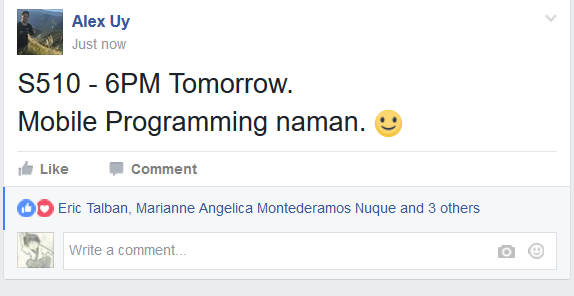 Alex Uy
Just now
S510 - 6PM Tomorrow.
Mobile Programming naman. 🙂
Like Comment
Eric Talban, Marianne Angelica Montederamos Nuque and 3 others
Write a comment...